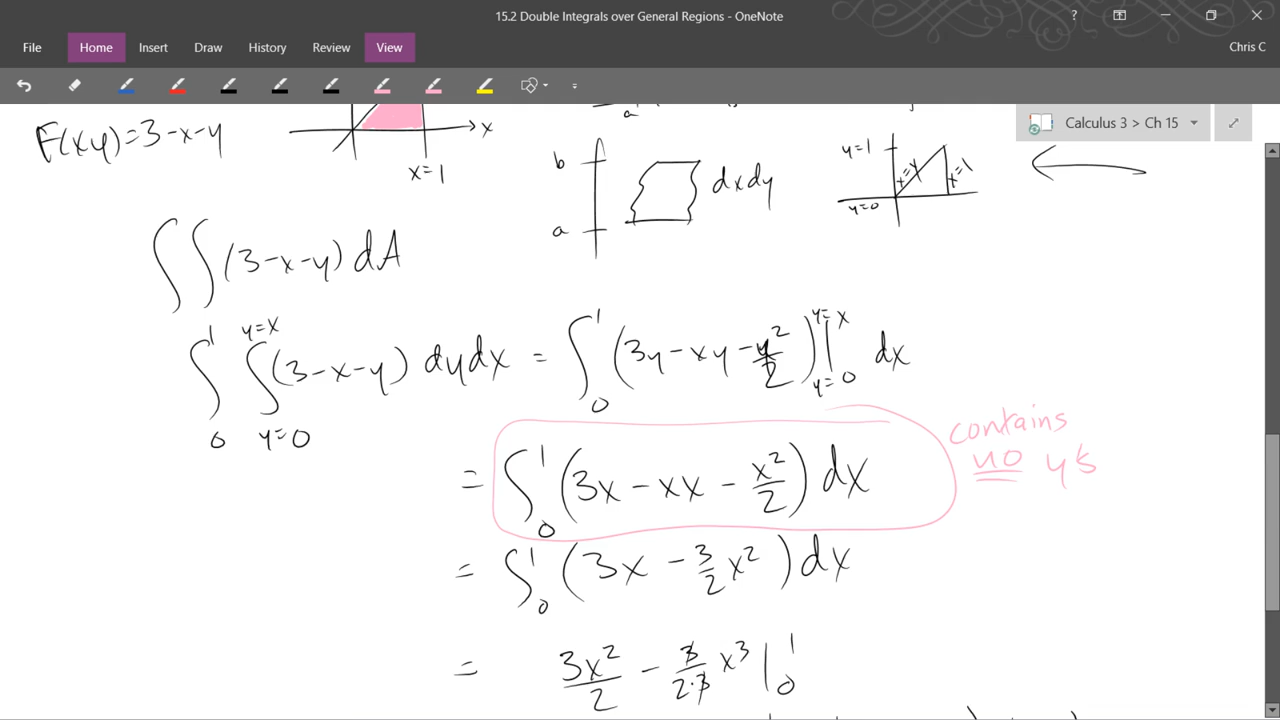 15.2 Double Integrals over General Regions - OneNote
?
File Home Insert Draw History Review View
Chris C
Calculus 3 > Ch 15
F(xy)=3-x-y
x
x=1
a
b
a
dxdy
y=1
x=y
x=1
y=0
∫∫(3-x-y) dA
∫₀¹ ∫_{y=0}^{y=x} (3-x-y) dydx = ∫₀¹ (3y-xy-y²/2)|_{y=0}^{y=x} dx
= ∫₀¹ (3x-xx-x²/2) dx
contains
no y's
= ∫₀¹ (3x-3/2 x²) dx
= 3x²/2 - 3/2·3 x³ |₀¹